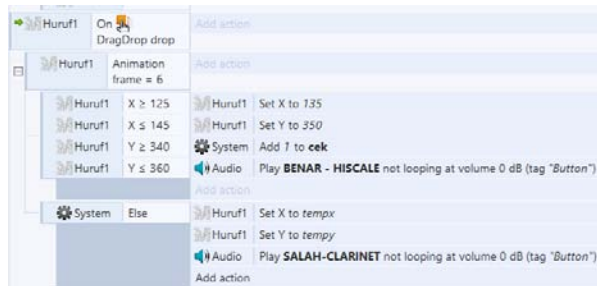 Huruf1 On DragDrop drop Add action
Huruf1 Animation frame = 6 Add action
Huruf1 X ≥ 125 Huruf1 Set X to 135
Huruf1 X ≤ 145 Huruf1 Set Y to 350
Huruf1 Y ≥ 340 System Add 1 to cek
Huruf1 Y ≤ 360 Audio Play BENAR - HISCALE not looping at volume 0 dB (tag "Button")
Add action
System Else Huruf1 Set X to tempx
Huruf1 Set Y to tempy
Audio Play SALAH-CLARINET not looping at volume 0 dB (tag "Button")
Add action